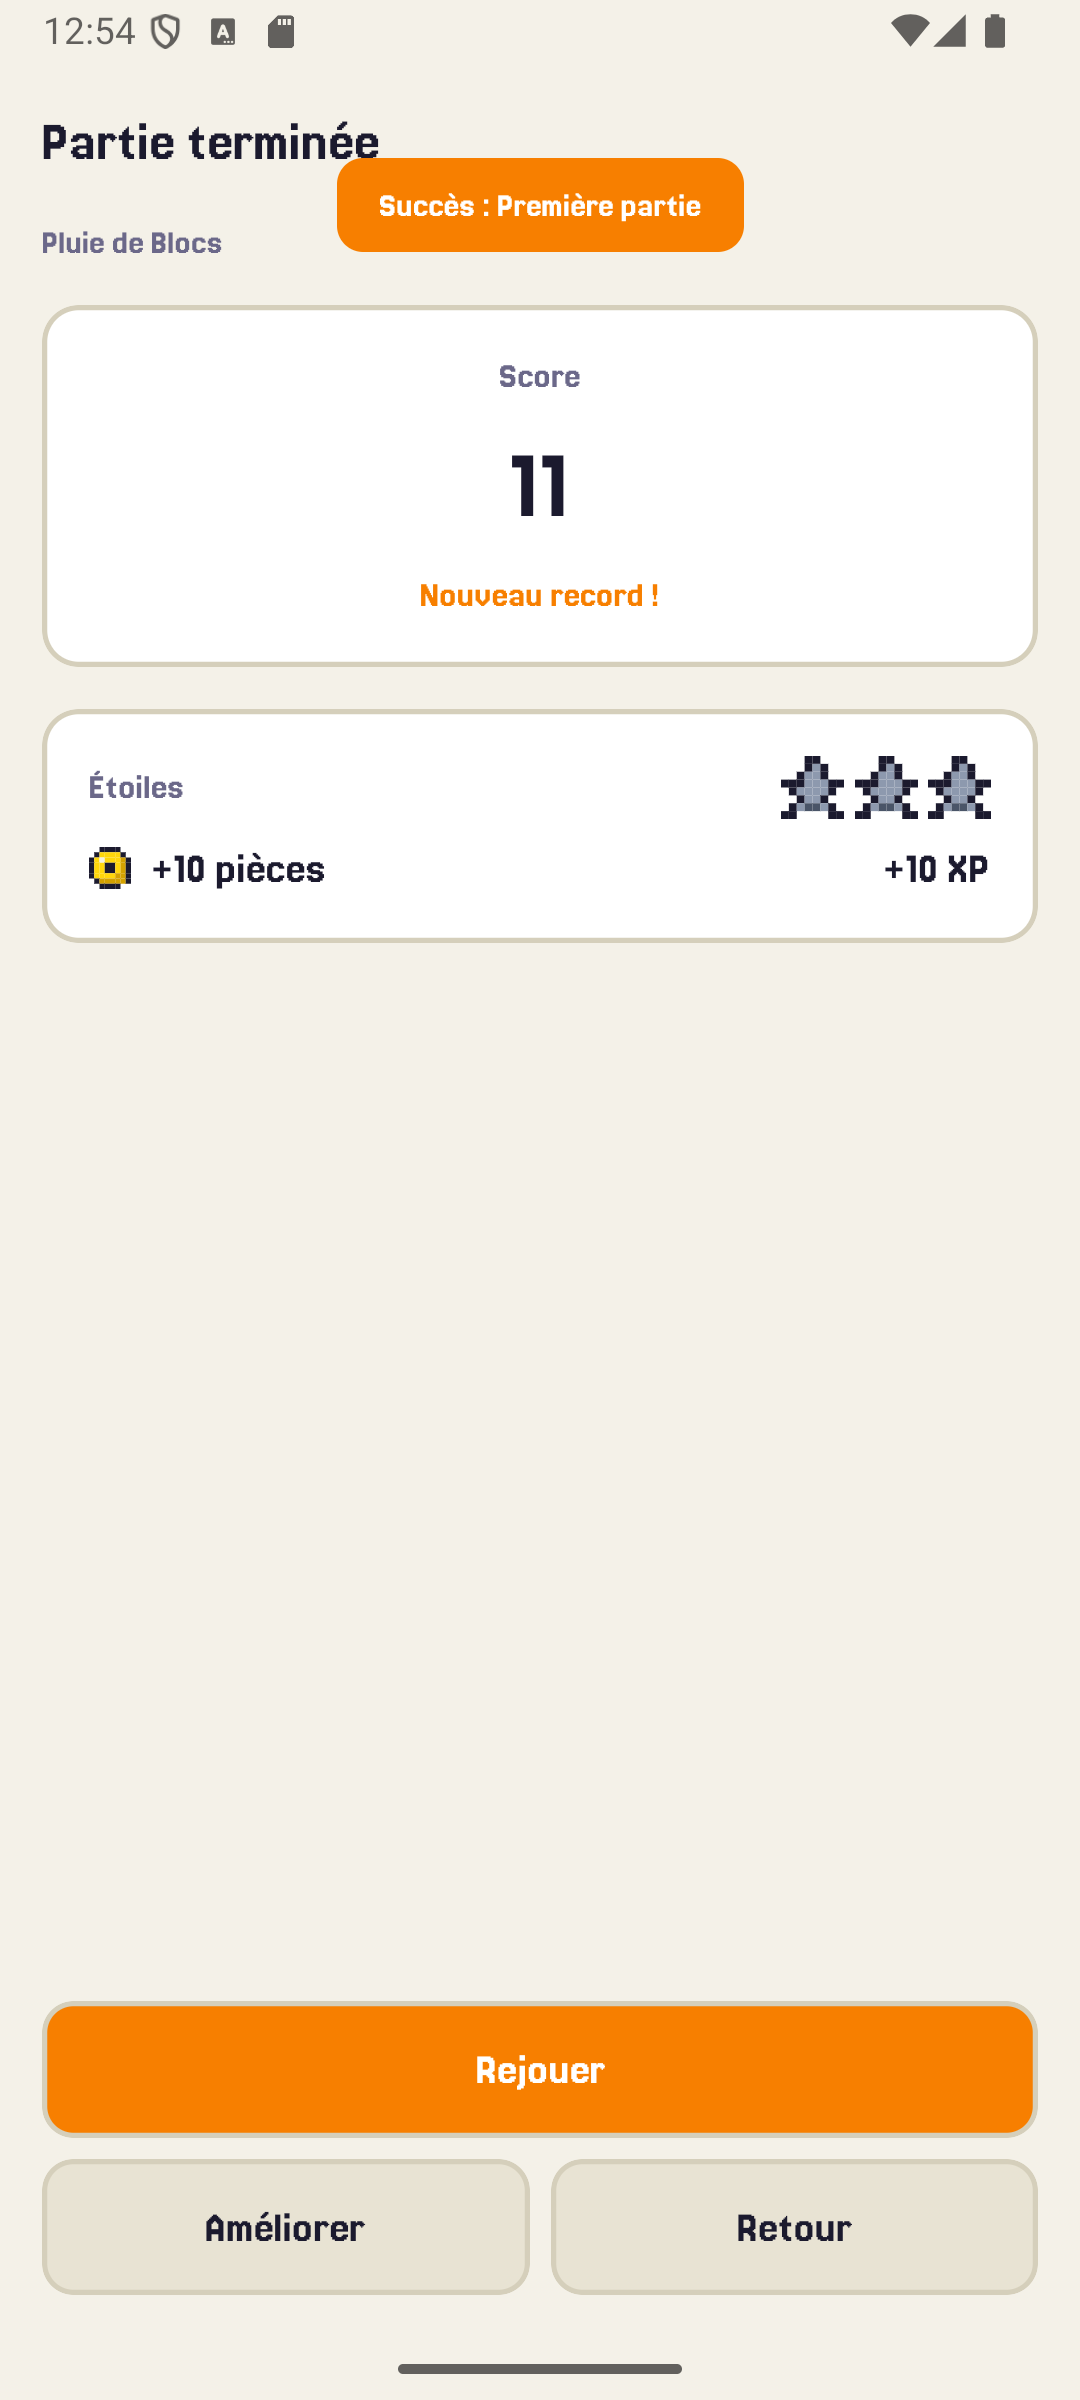 12:54
Partie terminée
Succès : Première partie
Pluie de Blocs
Score
11
Nouveau record !
Étoiles
+10 pièces +10 XP
Rejouer
Améliorer Retour